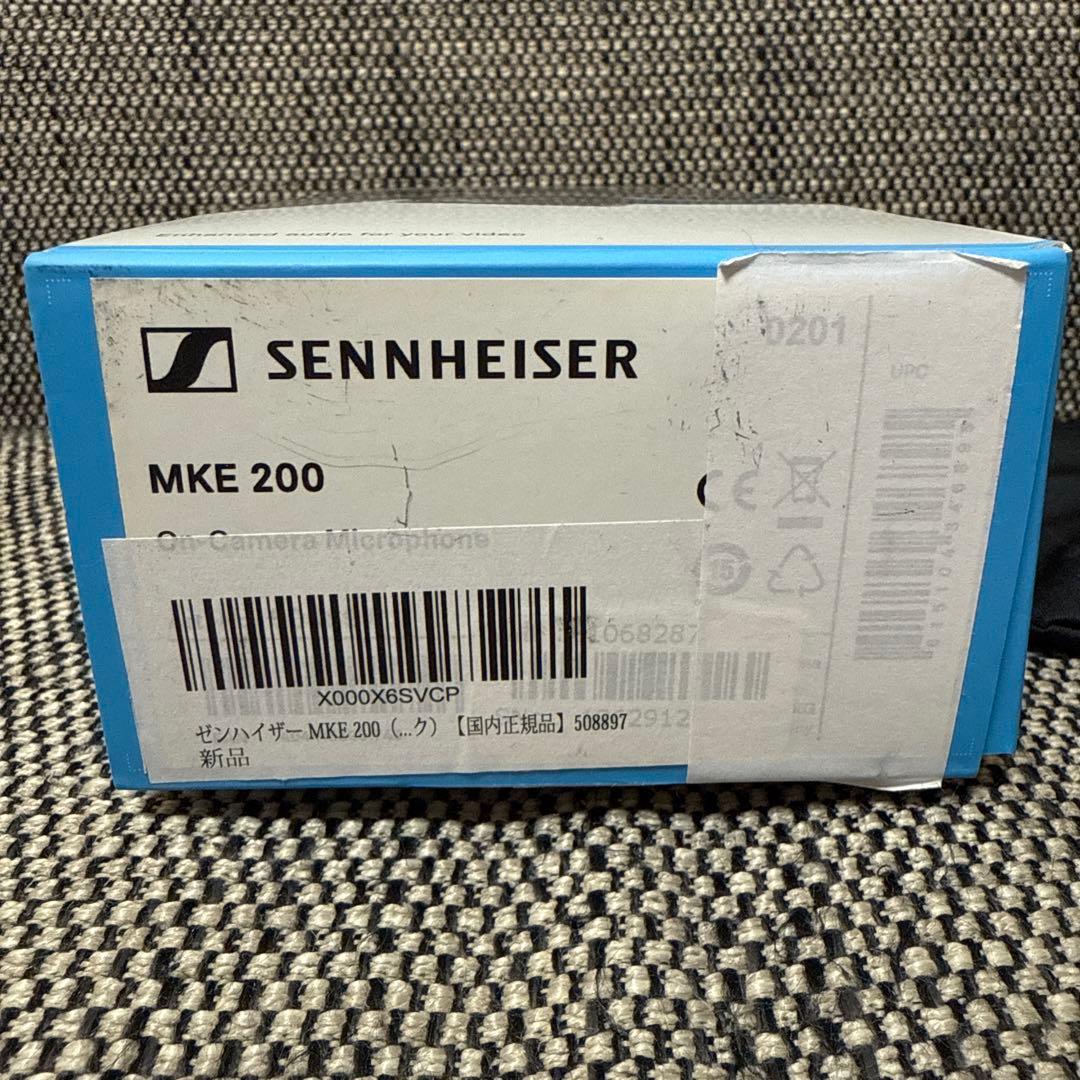 Enhanced audio for your video
SENNHEISER
0201
UPC
MKE 200
On-Camera Microphone
X000X6SVCP
ゼンハイザー MKE 200（...ク）【国内正規品】508897
新品